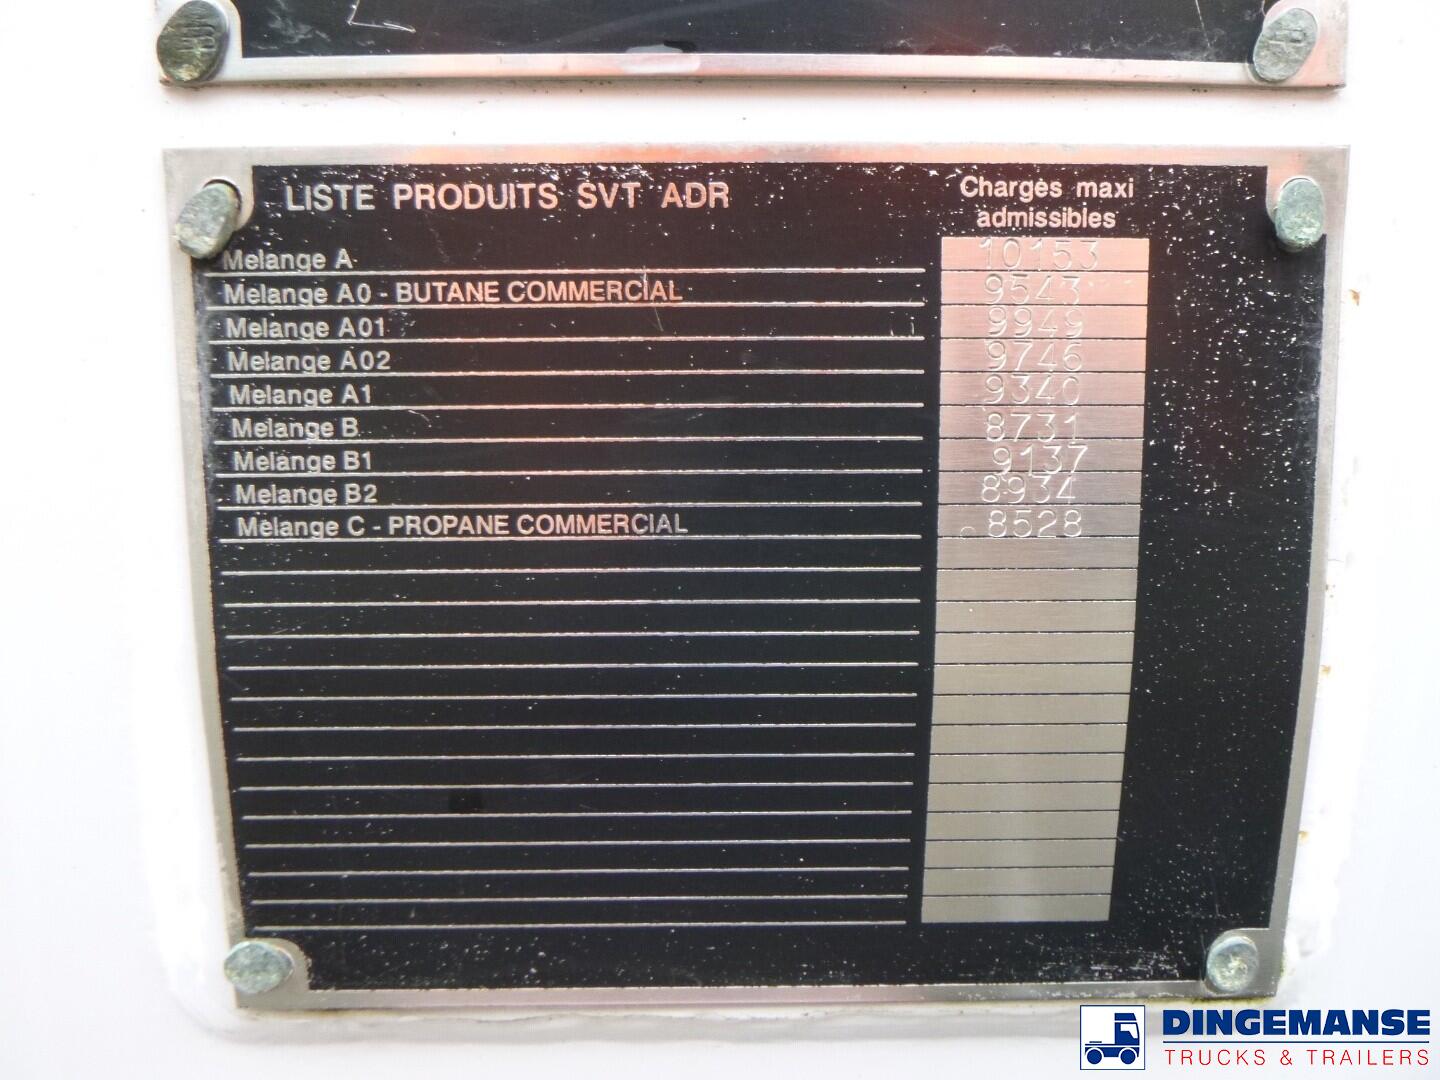 LISTE PRODUITS SVT ADR
Charges maxi
admissibles
Melange A 10153
Melange A0 - BUTANE COMMERCIAL 9543
Melange A01 9949
Melange A02 9746
Melange A1 9340
Melange B 8731
Melange B1 9137
Melange B2 8934
Melange C - PROPANE COMMERCIAL 8528
DINGEMANSE
TRUCKS & TRAILERS